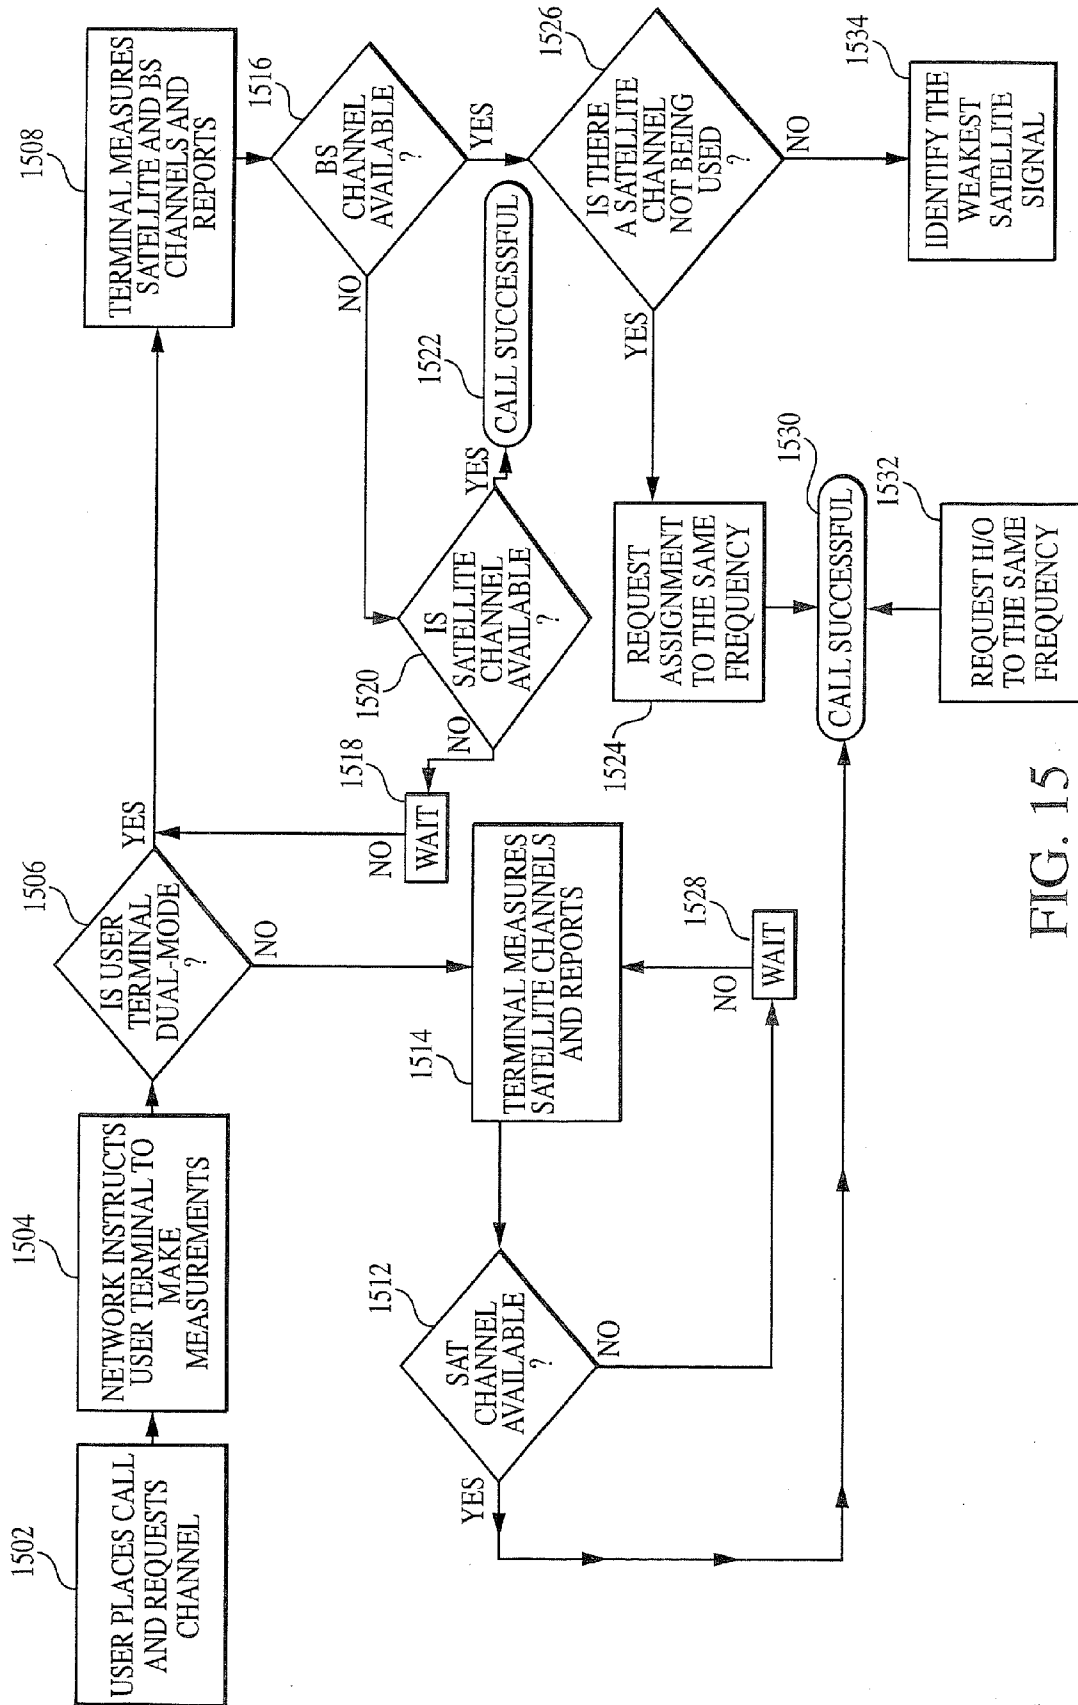 1502
USER PLACES CALL
AND REQUESTS
CHANNEL
1504
NETWORK INSTRUCTS
USER TERMINAL TO
MAKE
MEASUREMENTS
1506
IS USER
TERMINAL
DUAL-MODE
?
YES
NO
1508
TERMINAL MEASURES
SATELLITE AND BS
CHANNELS AND
REPORTS
1516
BS
CHANNEL
AVAILABLE
?
NO
YES
1518
WAIT
NO
1520
IS
SATELLITE
CHANNEL
AVAILABLE
?
NO
YES
1522
CALL SUCCESSFUL
1526
IS THERE
A SATELLITE
CHANNEL
NOT BEING
USED
?
YES
NO
1512
SAT
CHANNEL
AVAILABLE
?
YES
NO
1514
TERMINAL MEASURES
SATELLITE CHANNELS
AND REPORTS
1528
WAIT
NO
1524
REQUEST
ASSIGNMENT
TO THE SAME
FREQUENCY
1530
CALL SUCCESSFUL
1532
REQUEST H/O
TO THE SAME
FREQUENCY
1534
IDENTIFY THE
WEAKEST
SATELLITE
SIGNAL
FIG. 15